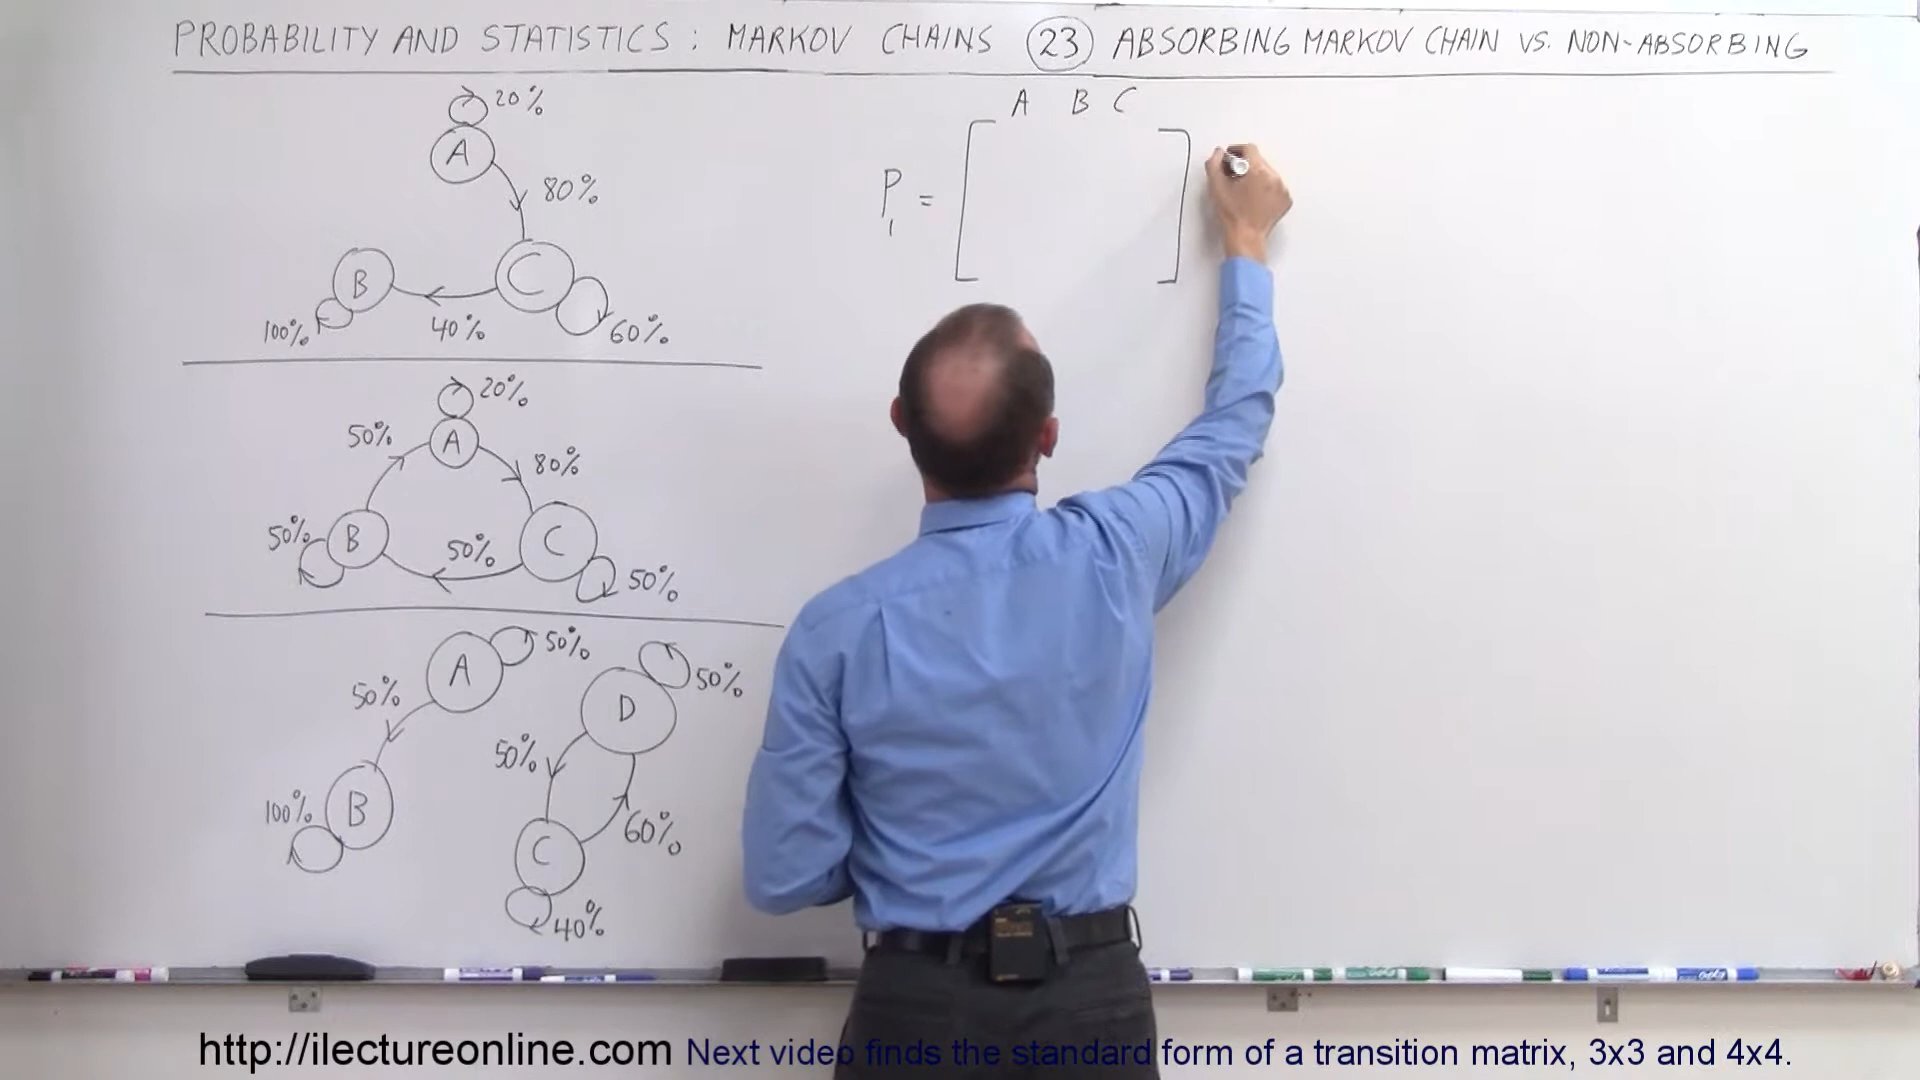 PROBABILITY AND STATISTICS: MARKOV CHAINS 23 ABSORBING MARKOV CHAIN VS. NON-ABSORBING
20%
A
80%
B
C
100%
40%
60%
A B C
P1 =
20%
50%
A
80%
50%
B
50%
C
50%
A
50%
50%
D
50%
50%
100%
B
C
60%
40%
http://ilectureonline.com Next video finds the standard form of a transition matrix, 3x3 and 4x4.